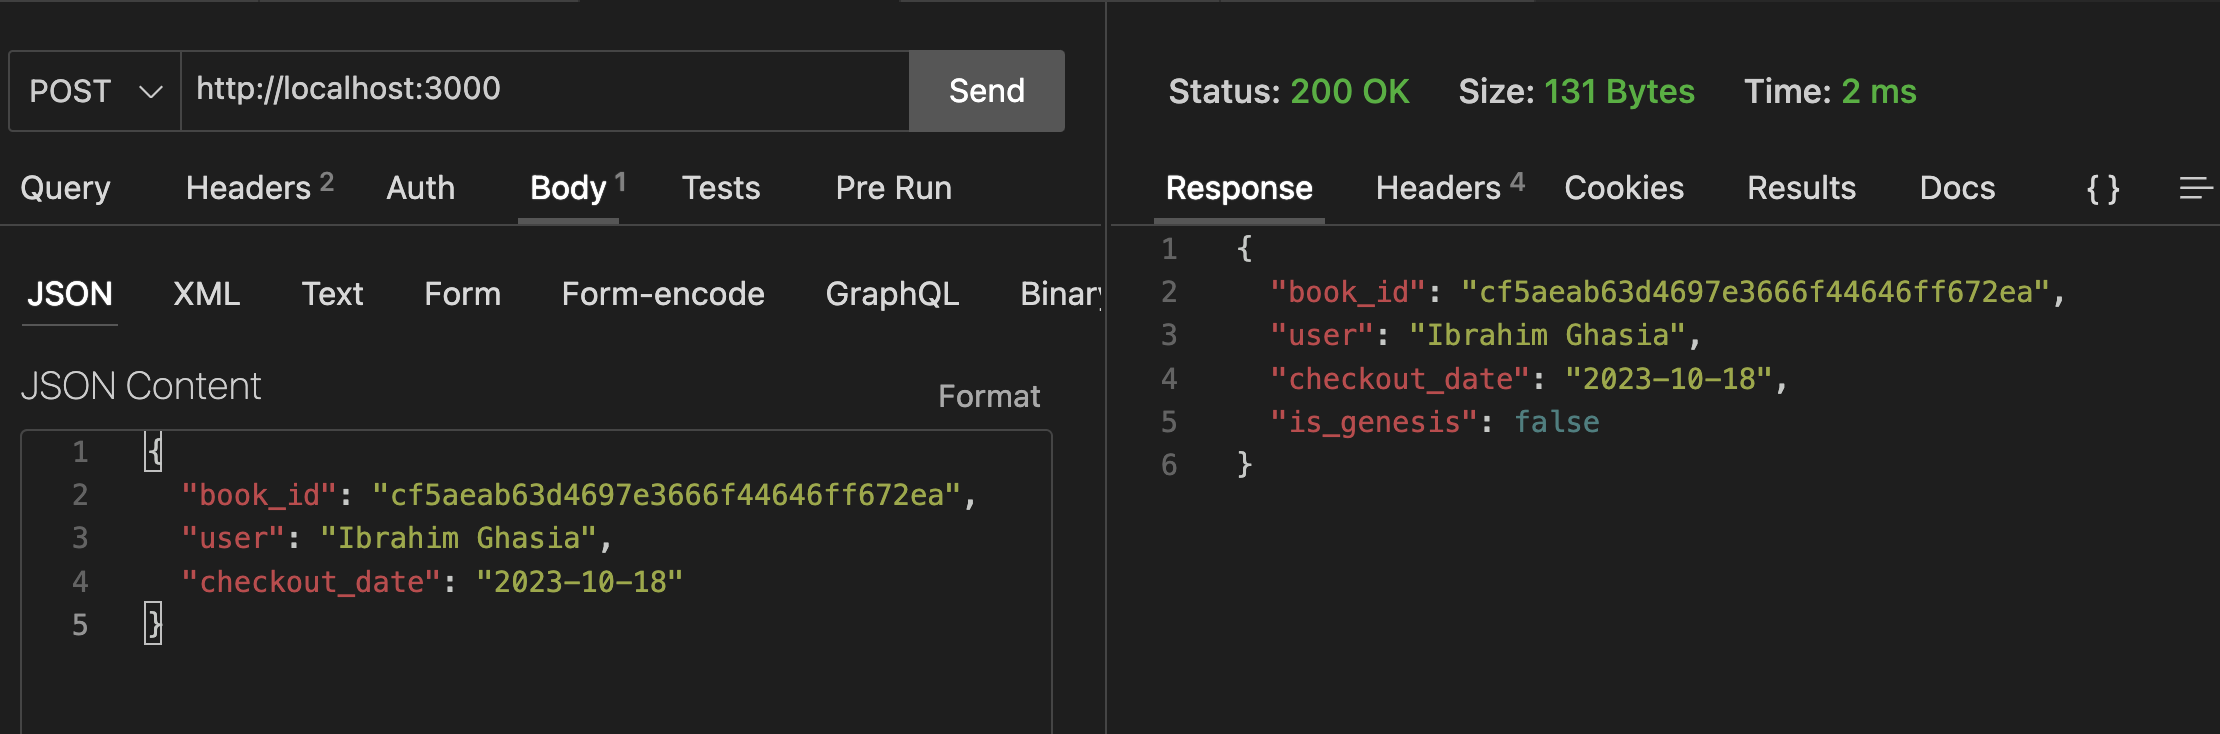 POST http://localhost:3000 Send
Query Headers 2 Auth Body 1 Tests Pre Run
JSON XML Text Form Form-encode GraphQL Binary
JSON Content
Format
1 {
2 "book_id": "cf5aeab63d4697e3666f44646ff672ea",
3 "user": "Ibrahim Ghasia",
4 "checkout_date": "2023-10-18"
5 }
Status: 200 OK Size: 131 Bytes Time: 2 ms
Response Headers 4 Cookies Results Docs { }
1 {
2 "book_id": "cf5aeab63d4697e3666f44646ff672ea",
3 "user": "Ibrahim Ghasia",
4 "checkout_date": "2023-10-18",
5 "is_genesis": false
6 }